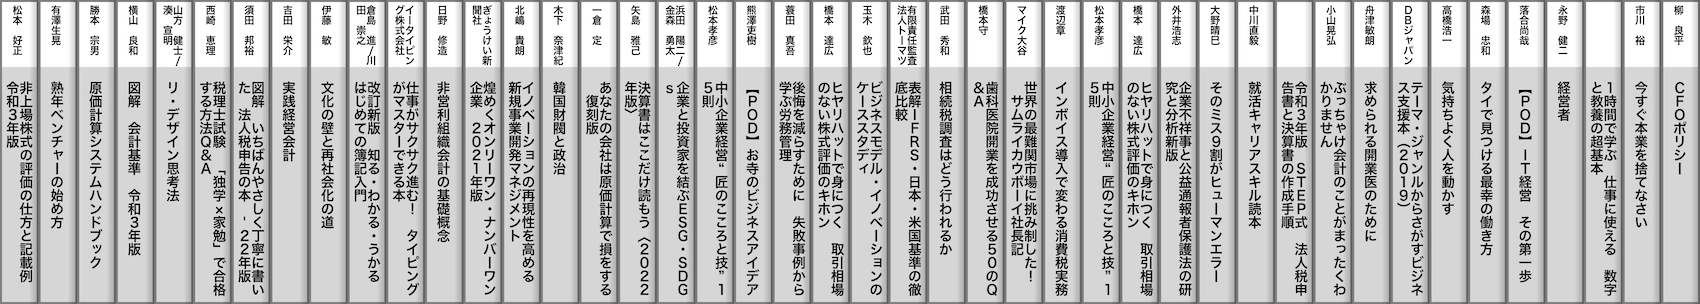 柳　良平
ＣＦＯポリシー
市川　裕
今すぐ本業を捨てなさい
１時間で学ぶ　仕事に使える　数字
と教養の超基本
永野　健二
経営者
落合尚哉
【ＰＯＤ】ＩＴ経営　その第一歩
森場　忠和
タイで見つける最幸の働き方
高橋浩一
気持ちよく人を動かす
ＤＢジャパン
テーマ・ジャンルからさがすビジネ
ス支援本（２０１９）
舟津敏朗
求められる開業医のために
小山晃弘
ぶっちゃけ会計のことがまったくわ
かりません
令和３年版　ＳＴＥＰ式　法人税申
告書と決算書の作成手順
中川直毅
就活キャリアスキル読本
大野晴巳
そのミス９割がヒューマンエラー
外井浩志
企業不祥事と公益通報者保護法の研
究と分析新版
橋本　達広
ヒヤリハットで身につく　取引相場
のない株式評価のキホン
松本孝彦
中小企業経営“匠のこころと技”１
５則
渡辺章
インボイス導入で変わる消費税実務
マイク大谷
世界の最難関市場に挑み制した！
サムライカウボーイ社長記
橋本守
歯科医院開業を成功させる５０のＱ
＆Ａ
武田　秀和
相続税調査はどう行われるか
有限責任監査
法人トーマツ
表解ーＦＲＳ・日本・米国基準の徹
底比較
玉木　欽也
ビジネスモデル・イノベーションの
ケーススタディ
橋本　達広
ヒヤリハットで身につく　取引相場
のない株式評価のキホン
蓑田　真吾
後悔を減らすために　失敗事例から
学ぶ労務管理
熊澤吏樹
【ＰＯＤ】お寺のビジネスアイデア
松本孝彦
中小企業経営“匠のこころと技”１
５則
浜田　陽二／
金森　勇太
企業と投資家を結ぶＥＳＧ・ＳＤＧ
ｓ
矢島　雅己
決算書はここだけ読もう（２０２２
年版）
一倉　定
あなたの会社は原価計算で損をする
復刻版
木下　奈津紀
韓国財閥と政治
北嶋　貴朗
イノベーションの再現性を高める
新規事業開発マネジメント
ぎょうけい新
聞社
煌めくオンリーワン・ナンバーワン
企業　２０２１年版
日野　修造
非営利組織会計の基礎概念
イータイピン
グ株式会社
仕事がサクサク進む！　タイピング
がマスターできる本
倉島　進／川
田　崇之
改訂新版　知る・わかる・うかる
はじめての簿記入門
伊藤　敏
文化の壁と再社会化の道
吉田　栄介
実践経営会計
須田　邦裕
図解　いちばんやさしく丁寧に書い
た　法人税申告の本　‐２２年版
西崎　恵理
税理士試験　「独学×家勉」で合格
する方法Ｑ＆Ａ
山方　健士／
湊　宣明
リ・デザイン思考法
横山　良和
図解　会計基準　令和３年版
勝本　宗男
原価計算システムハンドブック
有澤生晃
熟年ベンチャーの始め方
松本　好正
非上場株式の評価の仕方と記載例
令和３年版